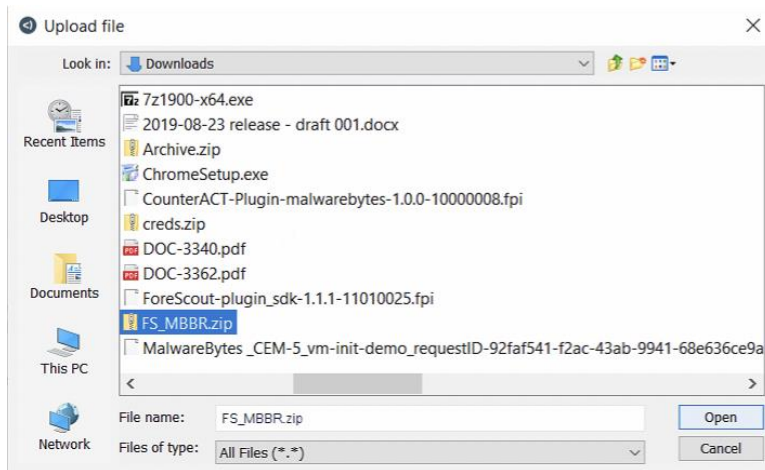 Upload file
Look in: Downloads
7z 7z1900-x64.exe
2019-08-23 release - draft 001.docx
Recent Items
Archive.zip
ChromeSetup.exe
CounterACT-Plugin-malwarebytes-1.0.0-10000008.fpi
Desktop
creds.zip
PDF DOC-3340.pdf
PDF DOC-3362.pdf
Documents
ForeScout-plugin_sdk-1.1.1-11010025.fpi
FS_MBBR.zip
MalwareBytes _CEM-5_vm-init-demo_requestID-92faf541-f2ac-43ab-9941-68e636ce9a
This PC
File name: FS_MBBR.zip Open
Network
Files of type: All Files (*.*) Cancel